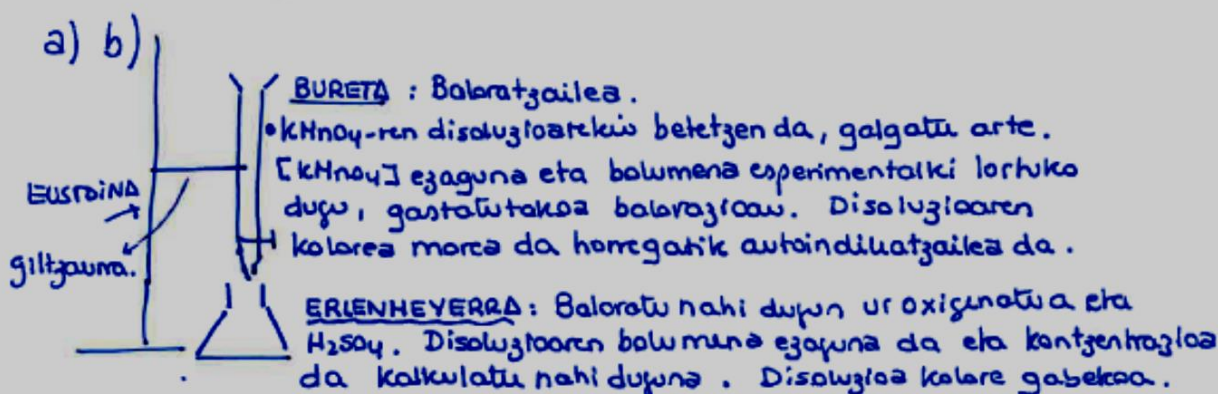 a) b)
BURETA : Baloratzailea.
• KMnO4-ren disoluzioarekin betetzen da, galgatu arte.
[KMnO4] ezaguna eta bolumena esperimentalki lortuko
dugu, gastatutakoa balorazioan. Disoluzioaren
kolorea morea da horregatik autoindikatzailea da.
EUSKAINA
giltzaurra.
ERLENMEYERRA: Baloratu nahi dugun ur oxigenatua eta
H2SO4. Disoluzioaren bolumena ezaguna da eta kontzentrazioa
da kalkulatu nahi duguna. Disoluzioa kolore gabekoa.